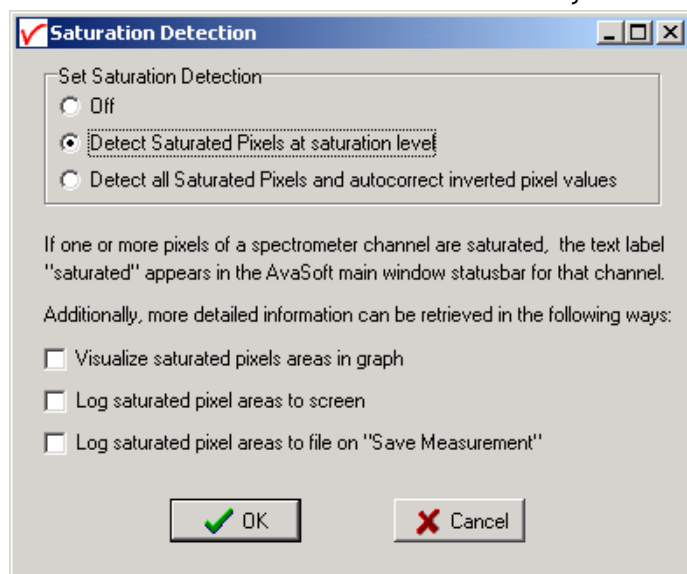 Saturation Detection
Set Saturation Detection
Off
Detect Saturated Pixels at saturation level
Detect all Saturated Pixels and autocorrect inverted pixel values
If one or more pixels of a spectrometer channel are saturated, the text label
"saturated" appears in the AvaSoft main window statusbar for that channel.
Additionally, more detailed information can be retrieved in the following ways:
Visualize saturated pixels areas in graph
Log saturated pixel areas to screen
Log saturated pixel areas to file on "Save Measurement"
OK
Cancel